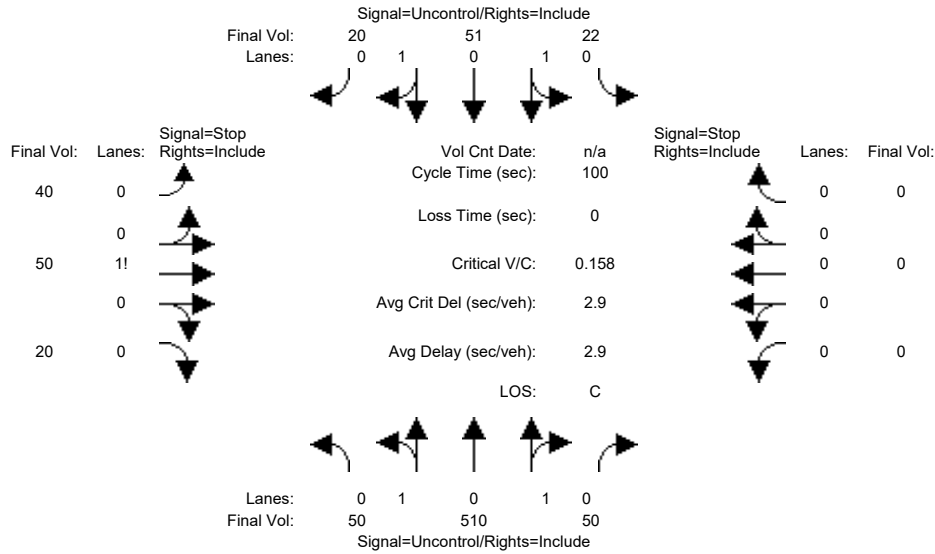 Signal=Uncontrol/Rights=Include
Final Vol: 20 51 22
Lanes: 0 1 0 1 0
Signal=Stop
Final Vol: Lanes: Rights=Include
Vol Cnt Date: n/a
Signal=Stop
Rights=Include Lanes: Final Vol:
Cycle Time (sec): 100
40 0
0 0
Loss Time (sec): 0
0
0
50 1!
Critical V/C: 0.158
0 0
0
Avg Crit Del (sec/veh): 2.9
0
20 0
Avg Delay (sec/veh): 2.9
0 0
LOS: C
Lanes: 0 1 0 1 0
Final Vol: 50 510 50
Signal=Uncontrol/Rights=Include